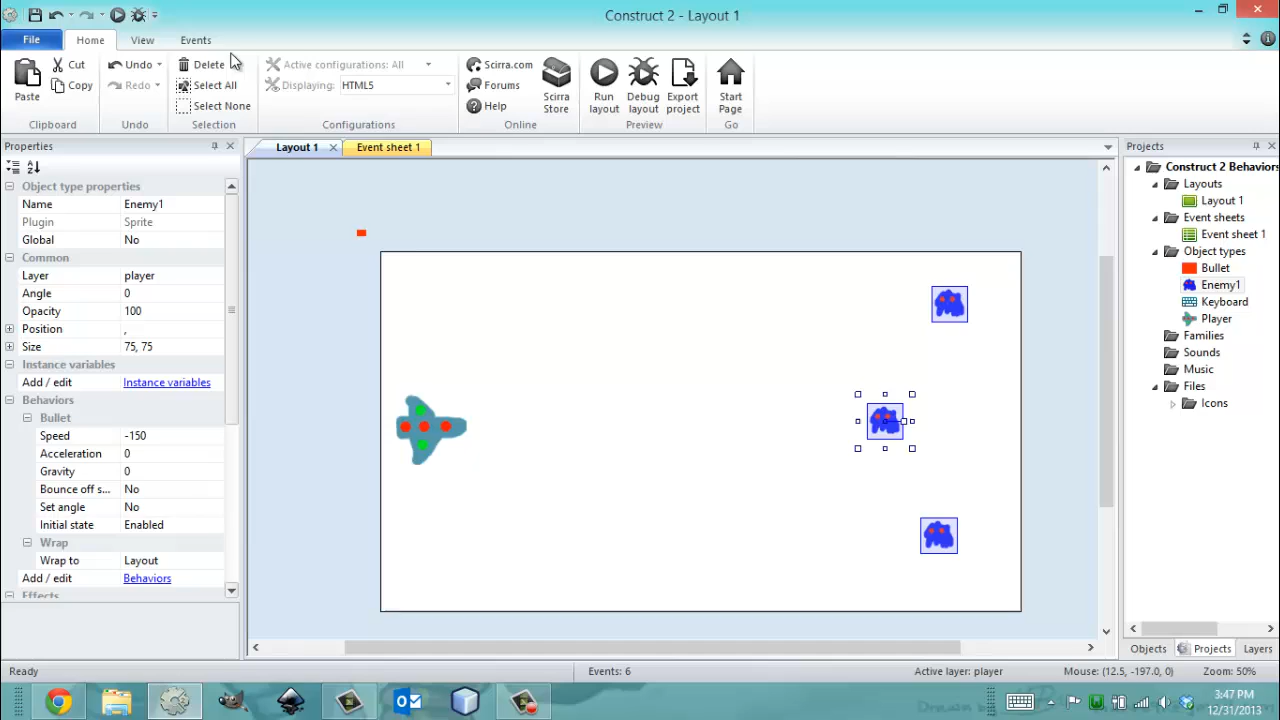 Construct 2 - Layout 1
File
Home
View
Events
Paste
Cut
Copy
Clipboard
Undo
Redo
Undo
Delete
Select All
Select None
Selection
Active configurations: All
Displaying:
HTML5
Configurations
Scirra.com
Forums
Help
Online
Scirra Store
Run layout
Debug layout
Export project
Preview
Start Page
Go
Properties
Layout 1
Event sheet 1
Projects
Object type properties
Name Enemy1
Plugin Sprite
Global No
Common
Layer player
Angle 0
Opacity 100
Position ,
Size 75, 75
Instance variables
Add / edit Instance variables
Behaviors
Bullet
Speed -150
Acceleration 0
Gravity 0
Bounce off s... No
Set angle No
Initial state Enabled
Wrap
Wrap to Layout
Add / edit Behaviors
Effects
Construct 2 Behaviors
Layouts
Layout 1
Event sheets
Event sheet 1
Object types
Bullet
Enemy1
Keyboard
Player
Families
Sounds
Music
Files
Icons
Objects
Projects
Layers
Ready
Events: 6
Active layer: player
Mouse: (12.5, -197.0, 0)
Zoom: 50%
3:47 PM
12/31/2013